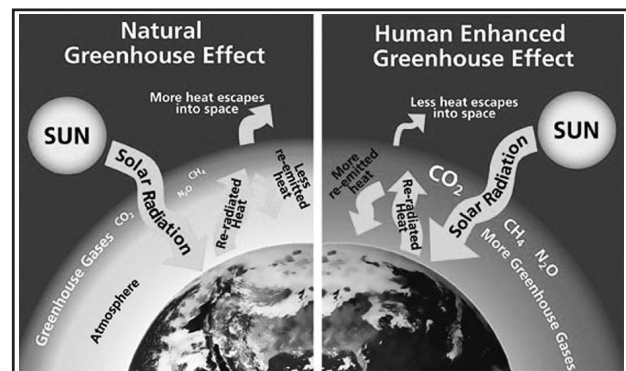 Natural
Greenhouse Effect
More heat escapes
into space
SUN
Solar Radiation
CH₄
N₂O
CO₂
Re-radiated
Heat
Less
re-emitted
heat
Greenhouse Gases
Atmosphere
Human Enhanced
Greenhouse Effect
Less heat escapes
into space
SUN
Solar Radiation
More
re-emitted
heat
Re-radiated
Heat
CO₂
CH₄ N₂O
More Greenhouse Gases